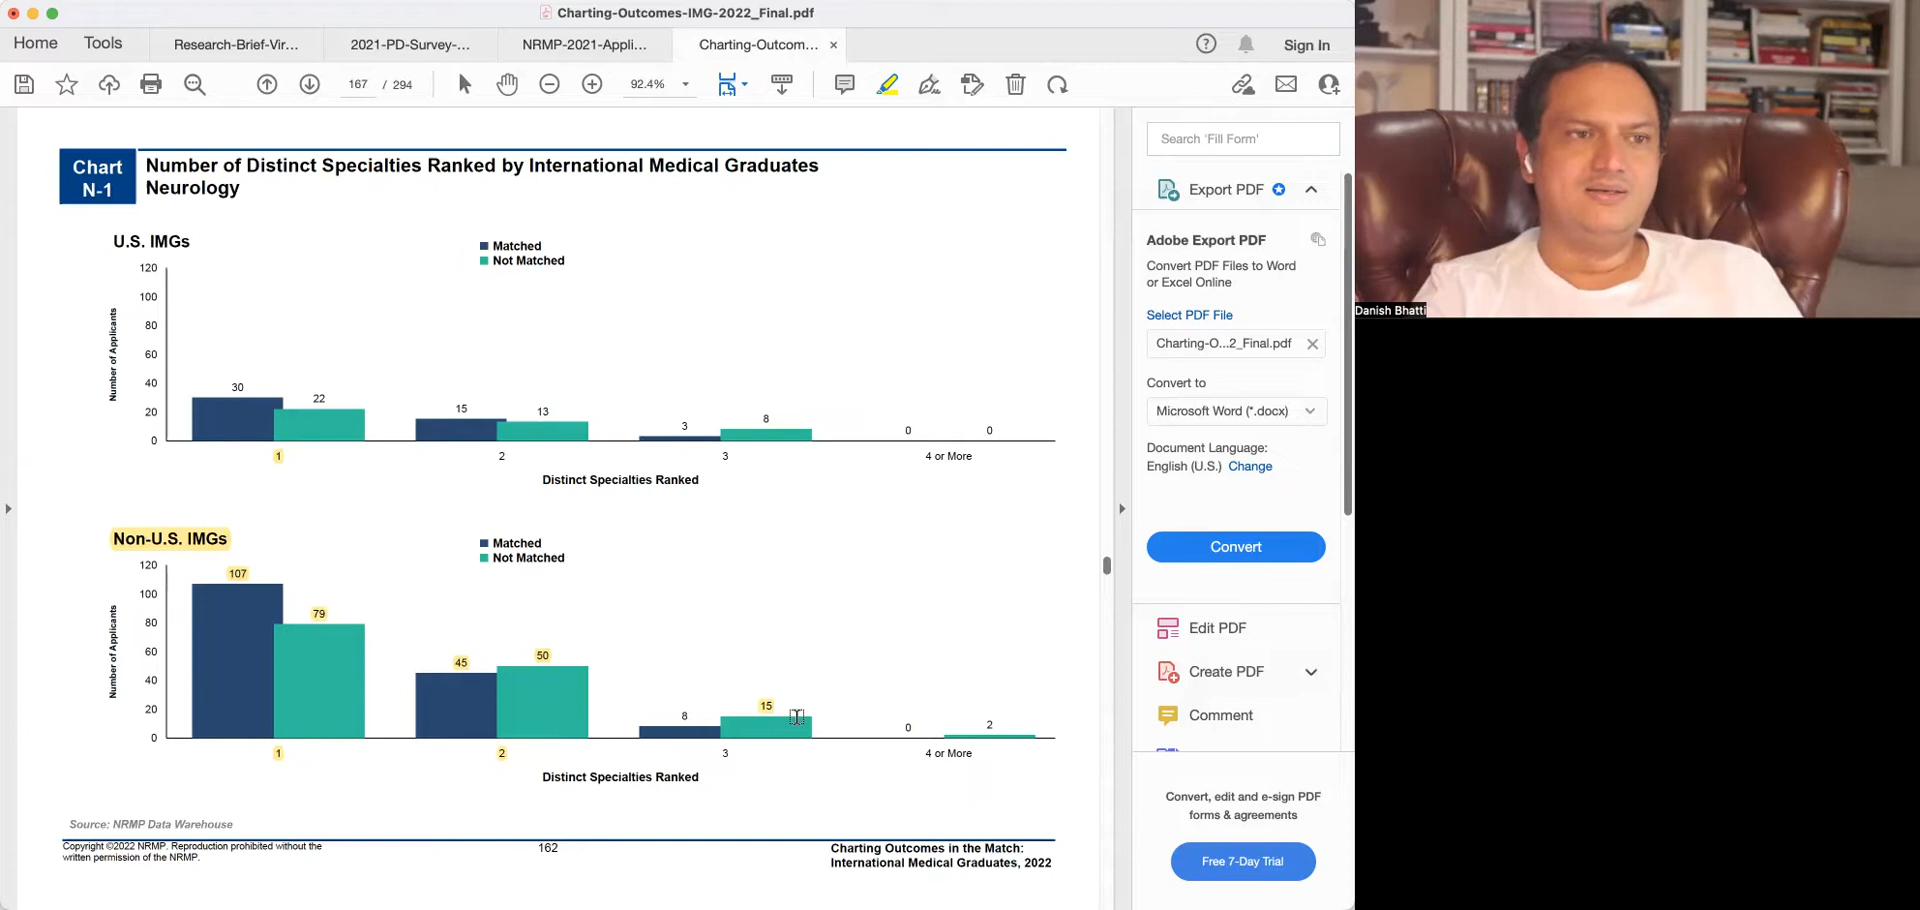 Charting-Outcomes-IMG-2022_Final.pdf
Home
Tools
Research-Brief-Vir...
2021-PD-Survey-...
NRMP-2021-Appli...
Charting-Outcom...
Sign In
167 / 294
92.4%
Chart
N-1
Number of Distinct Specialties Ranked by International Medical Graduates
Neurology
U.S. IMGs
Matched
Not Matched
Number of Applicants
120
100
80
60
40
20
0
30
22
15
13
3
8
0
0
1
2
3
4 or More
Distinct Specialties Ranked
Non-U.S. IMGs
Matched
Not Matched
Number of Applicants
120
100
80
60
40
20
0
107
79
45
50
8
15
0
2
1
2
3
4 or More
Distinct Specialties Ranked
Source: NRMP Data Warehouse
Copyright ©2022 NRMP. Reproduction prohibited without the
written permission of the NRMP.
162
Charting Outcomes in the Match:
International Medical Graduates, 2022
Search 'Fill Form'
Export PDF
Adobe Export PDF
Convert PDF Files to Word
or Excel Online
Select PDF File
Charting-O...2_Final.pdf
Convert to
Microsoft Word (*.docx)
Document Language:
English (U.S.) Change
Convert
Edit PDF
Create PDF
Comment
Convert, edit and e-sign PDF
forms & agreements
Free 7-Day Trial
Danish Bhatti